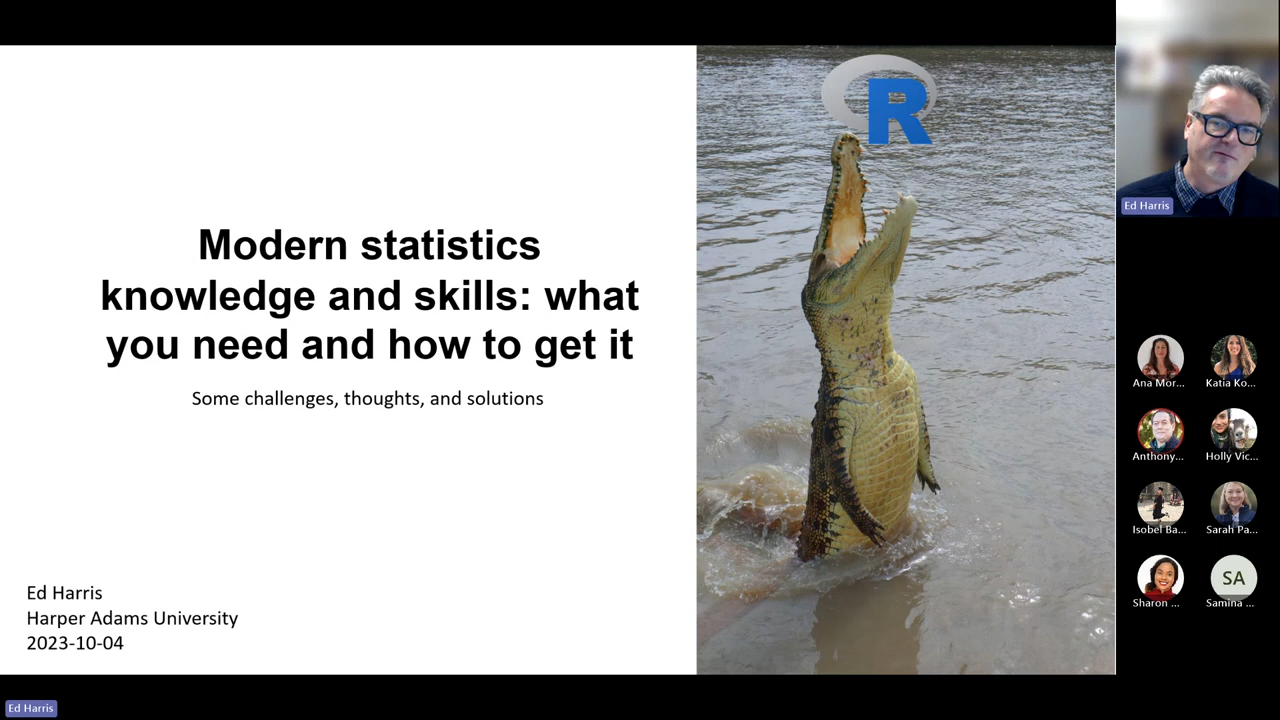 R
Modern statistics
knowledge and skills: what
you need and how to get it
Some challenges, thoughts, and solutions
Ed Harris
Harper Adams University
2023-10-04
Ed Harris
Ana Mor...
Katia Ko...
Anthony...
Holly Vic...
Isobel Ba...
Sarah Pa...
SA
Sharon ...
Samina ...
Ed Harris